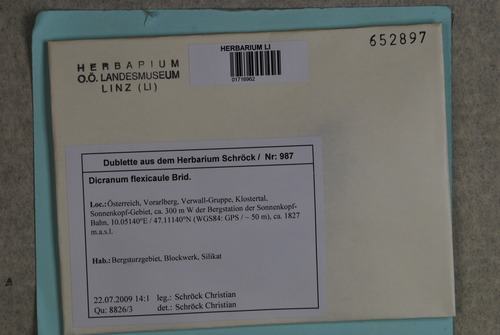 HERBARIUM
O.Ö. LANDESMUSEUM
LINZ (LI)
HERBARIUM LI
01716962
652897
Dublette aus dem Herbarium Schröck / Nr: 987
Dicranum flexicaule Brid.
Loc.:Österreich, Vorarlberg, Verwall-Gruppe, Klostertal,
Sonnenkopf-Gebiet, ca. 300 m W der Bergstation der Sonnenkopf-
Bahn, 10.05140°E / 47.11140°N (WGS84: GPS / ~ 50 m), ca. 1827
m.a.s.l.
Hab.:Bergsturzgebiet, Blockwerk, Silikat
22.07.2009 14:1 leg.: Schröck Christian
Qu: 8826/3 det.: Schröck Christian